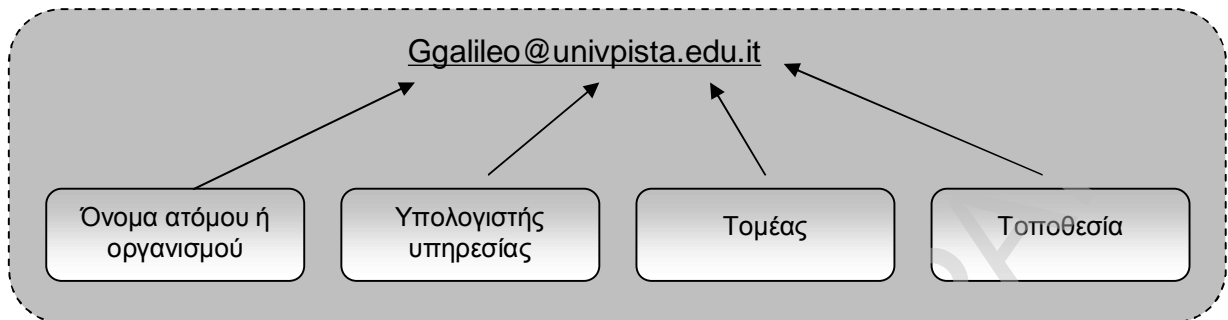 Ggalileo@univpista.edu.it
Όνομα ατόμου ή
οργανισμού
Υπολογιστής
υπηρεσίας
Τομέας
Τοποθεσία